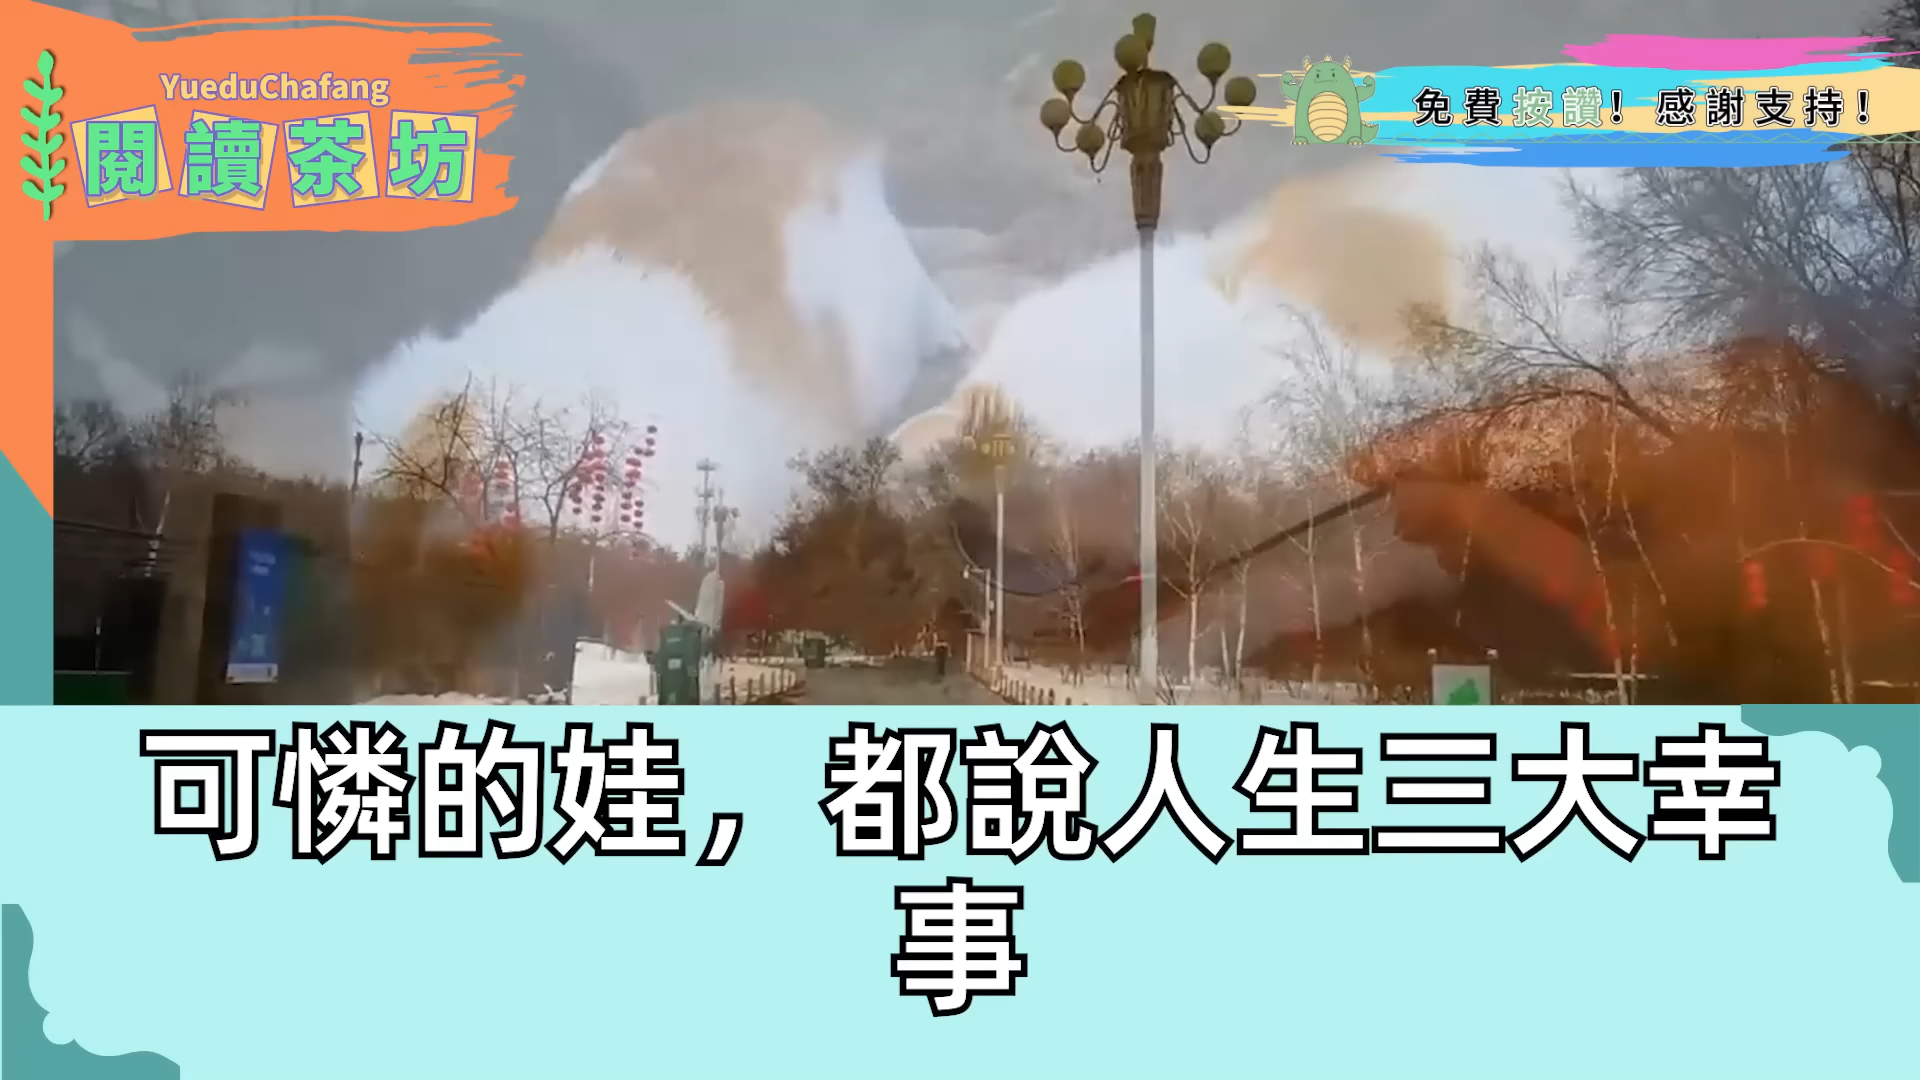 YueduChafang
閱讀茶坊
免費按讚！感謝支持！
可憐的娃，都說人生三大幸
事